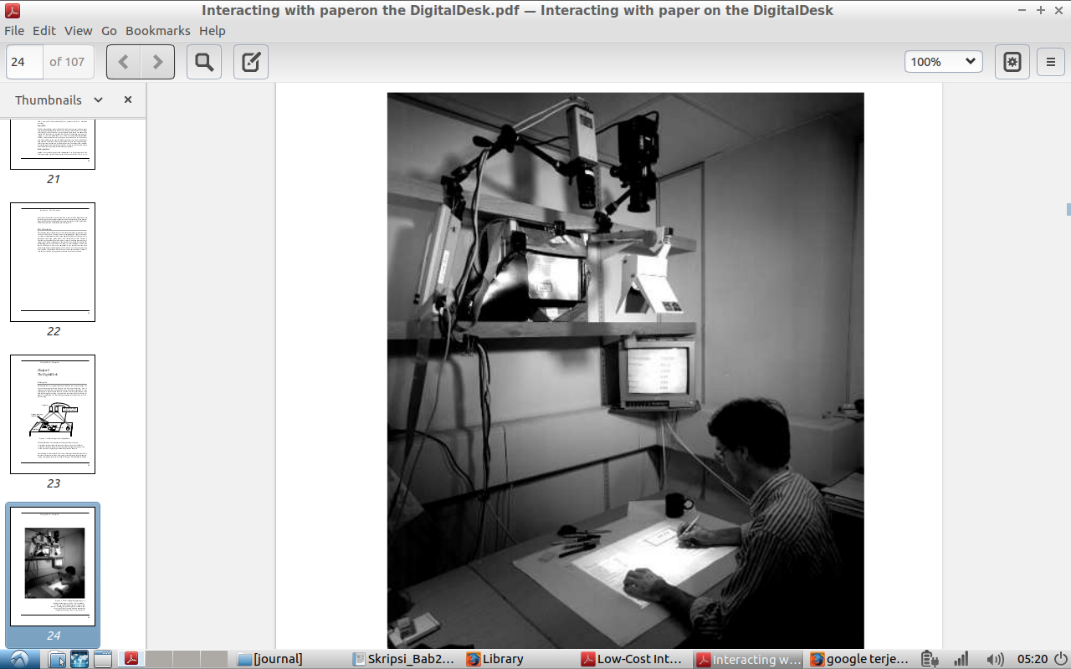 Interacting with paperon the DigitalDesk.pdf — Interacting with paper on the DigitalDesk
File Edit View Go Bookmarks Help
24 of 107
100%
Thumbnails
21
22
23
24
[journal]
Skripsi_Bab2...
Library
Low-Cost Int...
Interacting w...
google terje...
05:20